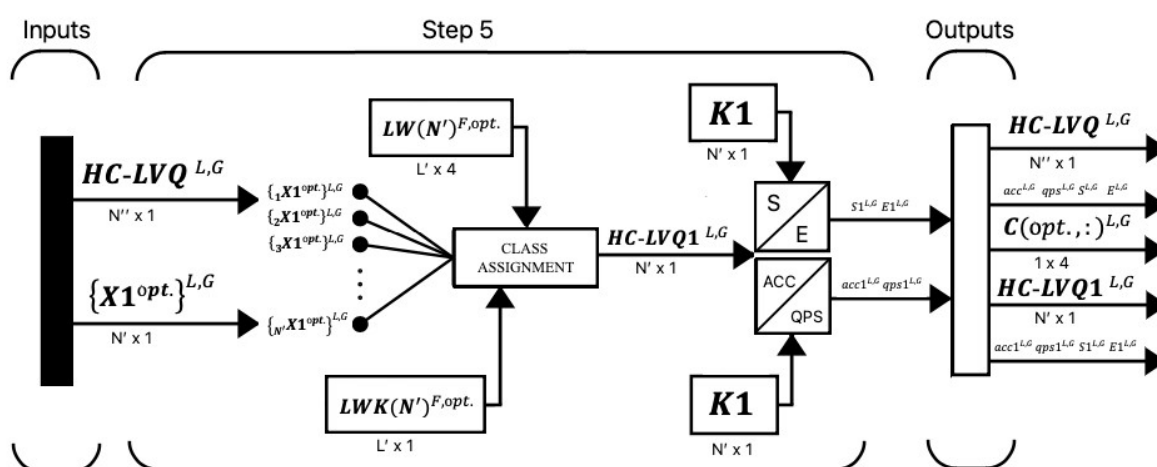 Inputs
Step 5
Outputs
HC-LVQ L,G
N'' x 1
{X1opt.}L,G
N' x 1
{1X1opt.}L,G
{2X1opt.}L,G
{3X1opt.}L,G
{N'X1opt.}L,G
LW(N')F,opt.
L' x 4
CLASS
ASSIGNMENT
LWK(N')F,opt.
L' x 1
HC-LVQ1 L,G
N' x 1
K1
N' x 1
S
E
ACC
QPS
K1
N' x 1
S1L,G E1L,G
acc1L,G qps1L,G
HC-LVQ L,G
N'' x 1
accL,G qpsL,G SL,G EL,G
C(opt.,:)L,G
1 x 4
HC-LVQ1 L,G
N' x 1
acc1L,G qps1L,G S1L,G E1L,G